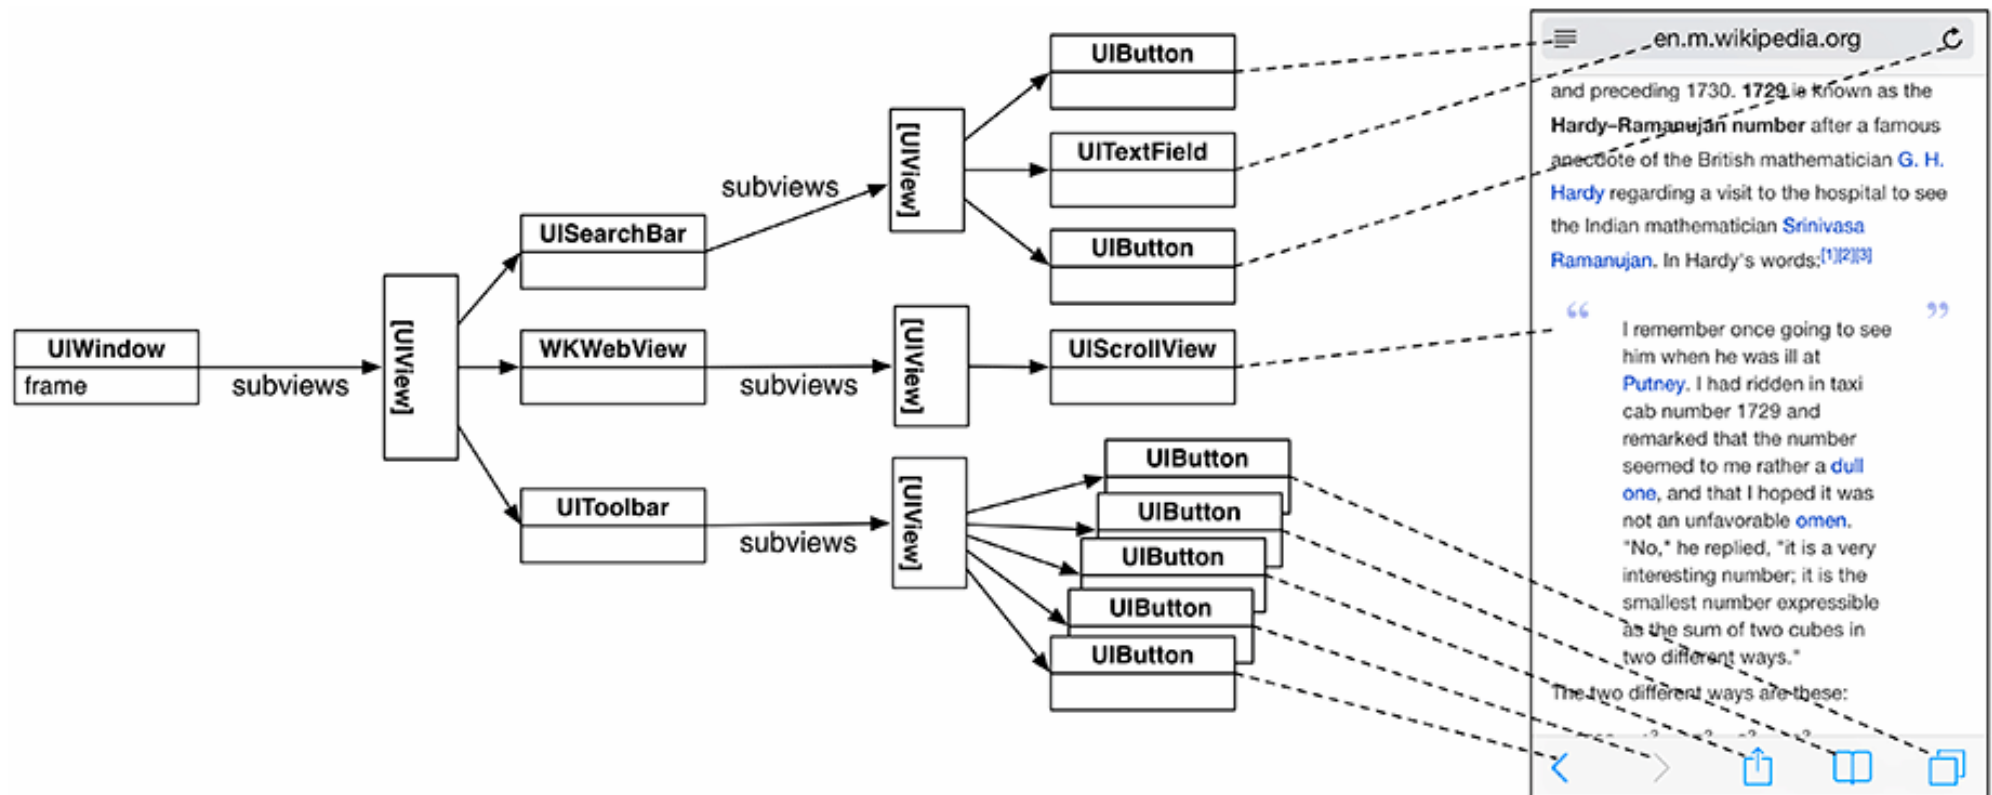 UIWindow
frame
subviews
[UIView]
UISearchBar
subviews
WKWebView
subviews
UIToolbar
subviews
[UIView]
UIButton
UITextField
UIButton
[UIView]
UIScrollView
[UIView]
UIButton
UIButton
UIButton
UIButton
UIButton
en.m.wikipedia.org
and preceding 1730. 1729 is known as the
Hardy–Ramanujan number after a famous
anecdote of the British mathematician G. H.
Hardy regarding a visit to the hospital to see
the Indian mathematician Srinivasa
Ramanujan. In Hardy's words:[1][2][3]
“ ”
I remember once going to see
him when he was ill at
Putney. I had ridden in taxi
cab number 1729 and
remarked that the number
seemed to me rather a dull
one, and that I hoped it was
not an unfavorable omen.
"No," he replied, "it is a very
interesting number; it is the
smallest number expressible
as the sum of two cubes in
two different ways."
The two different ways are these: